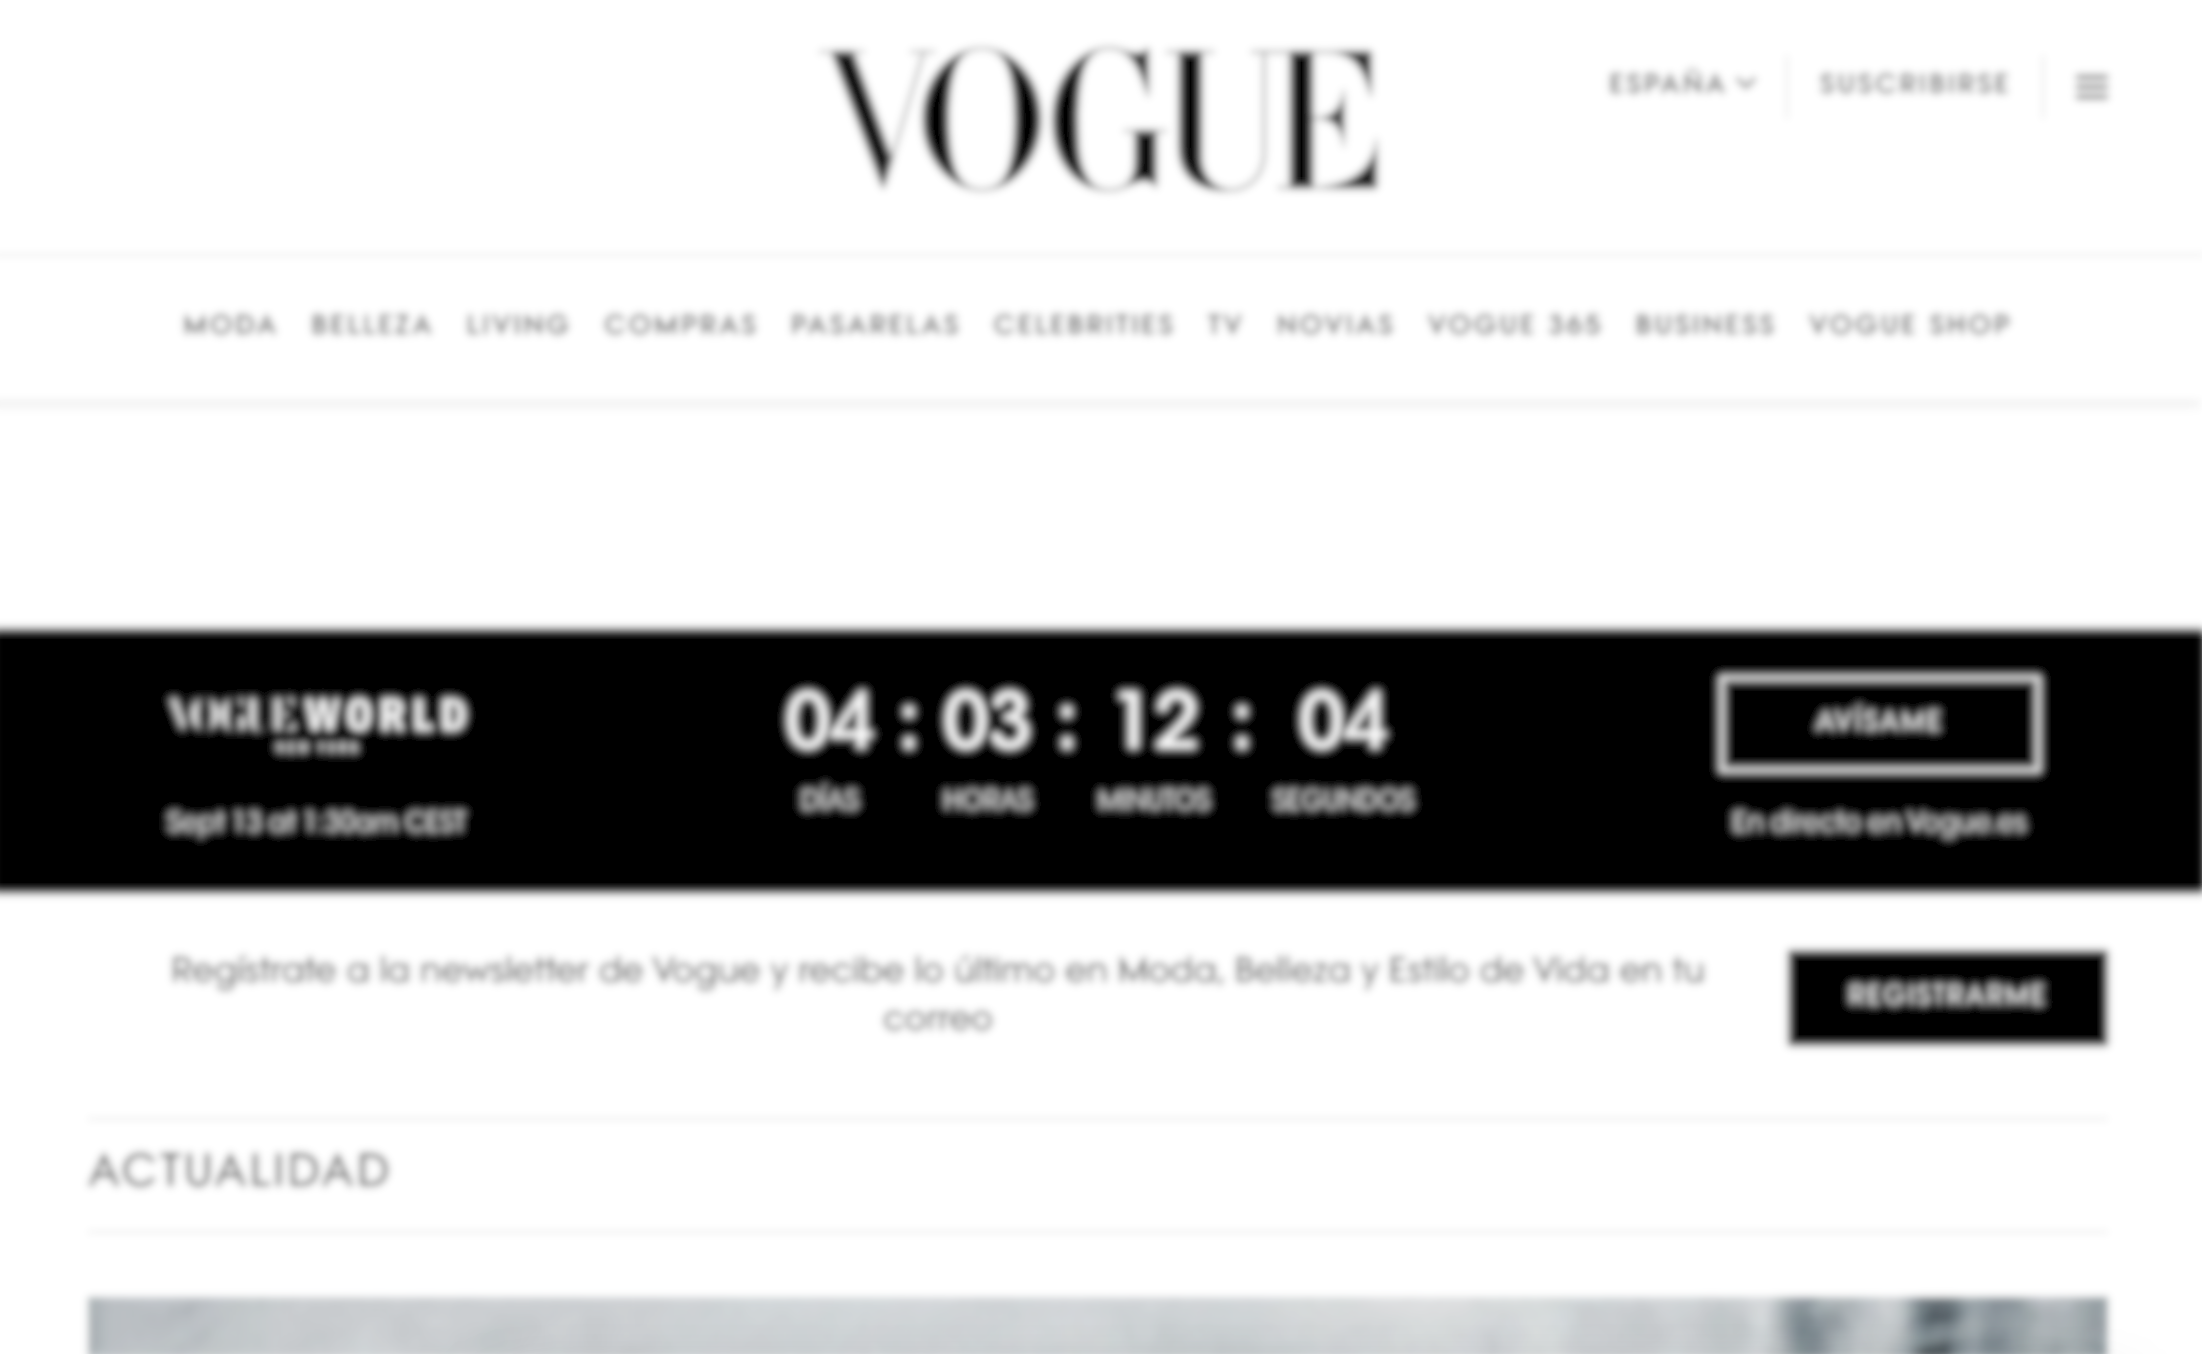 VOGUE
ESPAÑA SUSCRIBIRSE
MODA BELLEZA LIVING COMPRAS PASARELAS CELEBRITIES TV NOVIAS VOGUE 365 BUSINESS VOGUE SHOP
VOGUEWORLD
NEW YORK
Sept 13 at 1:30am CEST
04 : 03 : 12 : 04
DÍAS HORAS MINUTOS SEGUNDOS
AVÍSAME
En directo en Vogue.es
Regístrate a la newsletter de Vogue y recibe lo último en Moda, Belleza y Estilo de Vida en tu
correo
REGISTRARME
ACTUALIDAD